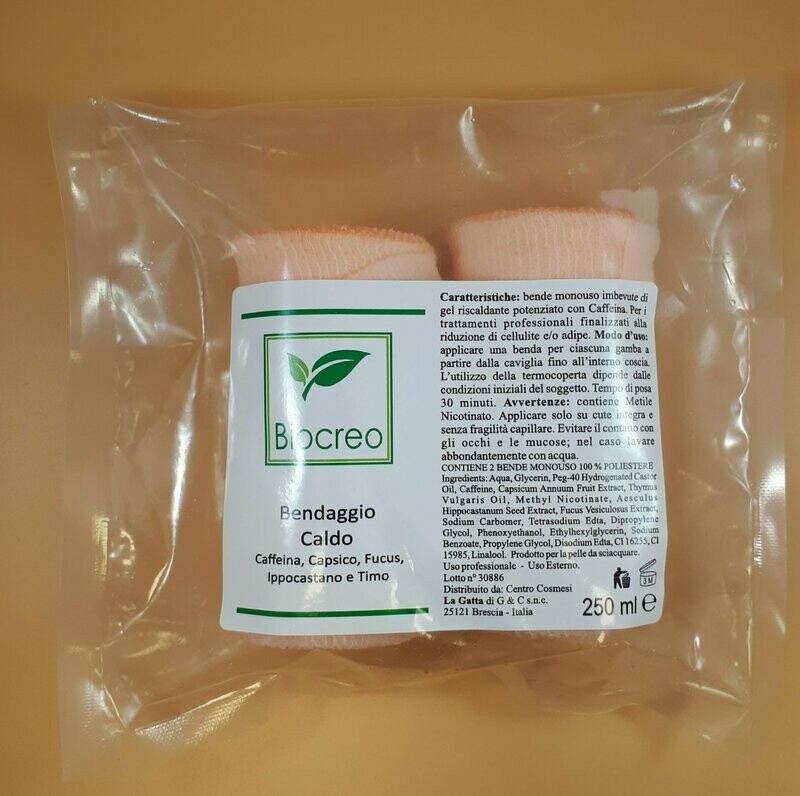 Biocreo
Bendaggio
Caldo
Caffeina, Capsico, Fucus,
Ippocastano e Timo
Caratteristiche: bende monouso imbevute di
gel riscaldante potenziato con Caffeina. Per i
trattamenti professionali finalizzati alla
riduzione di cellulite e/o adipe. Modo d'uso:
applicare una benda per ciascuna gamba a
partire dalla caviglia fino all'interno coscia.
L'utilizzo della termocoperta dipende dalle
condizioni iniziali del soggetto. Tempo di posa
30 minuti. Avvertenze: contiene Metile
Nicotinato. Applicare solo su cute integra e
senza fragilità capillare. Evitare il contatto con
gli occhi e le mucose; nel caso lavare
abbondantemente con acqua.
CONTIENE 2 BENDE MONOUSO 100 % POLIESTERE
Ingredients: Aqua, Glycerin, Peg-40 Hydrogenated Castor
Oil, Caffeine, Capsicum Annuum Fruit Extract, Thymus
Vulgaris Oil, Methyl Nicotinate, Aesculus
Hippocastanum Seed Extract, Fucus Vesiculosus Extract,
Sodium Carbomer, Tetrasodium Edta, Dipropylene
Glycol, Phenoxyethanol, Ethylhexylglycerin, Sodium
Benzoate, Propylene Glycol, Disodium Edta, CI 16255, CI
15985, Linalool. Prodotto per la pelle da sciacquare.
Uso professionale - Uso Esterno.
Lotto n° 30886
Distribuito da: Centro Cosmesi
La Gatta di G & C s.n.c.
25121 Brescia - Italia
3 M
250 ml e